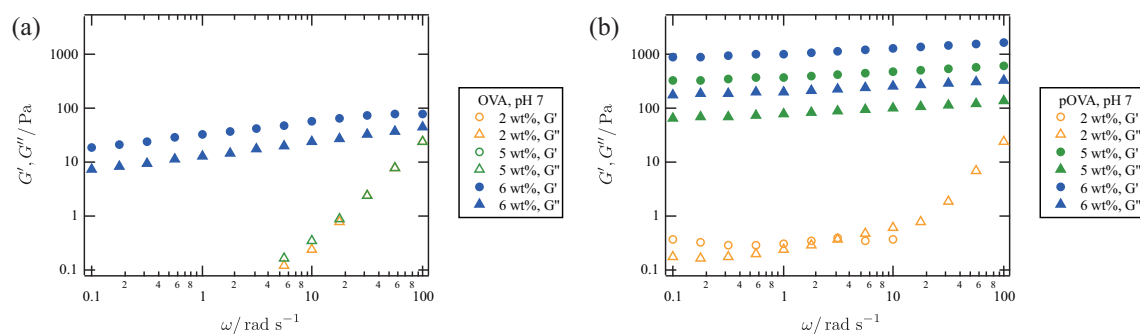 (a)
1000
100
10
1
0.1
G′, G″ / Pa
0.1
2
4
6
8
1
2
4
6
8
10
2
4
6
8
100
ω/ rad s⁻¹
OVA, pH 7
2 wt%, G'
2 wt%, G"
5 wt%, G'
5 wt%, G"
6 wt%, G'
6 wt%, G"
(b)
1000
100
10
1
0.1
G′, G″ / Pa
0.1
2
4
6
8
1
2
4
6
8
10
2
4
6
8
100
ω/ rad s⁻¹
pOVA, pH 7
2 wt%, G'
2 wt%, G"
5 wt%, G'
5 wt%, G"
6 wt%, G'
6 wt%, G"